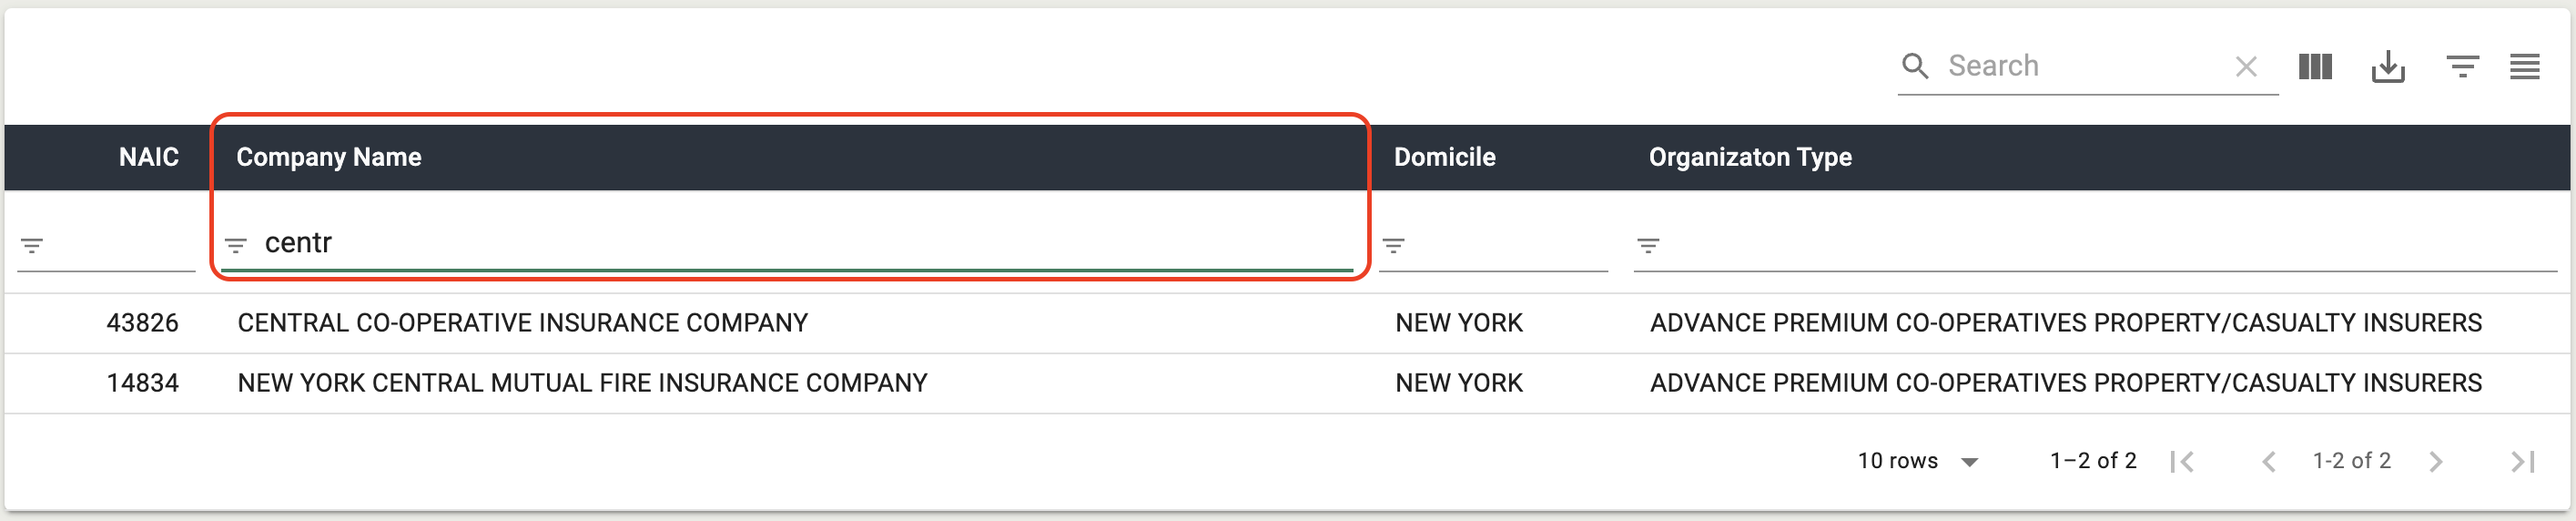 Search
NAIC Company Name Domicile Organizaton Type
centr
43826 CENTRAL CO-OPERATIVE INSURANCE COMPANY NEW YORK ADVANCE PREMIUM CO-OPERATIVES PROPERTY/CASUALTY INSURERS
14834 NEW YORK CENTRAL MUTUAL FIRE INSURANCE COMPANY NEW YORK ADVANCE PREMIUM CO-OPERATIVES PROPERTY/CASUALTY INSURERS
10 rows 1–2 of 2 1-2 of 2